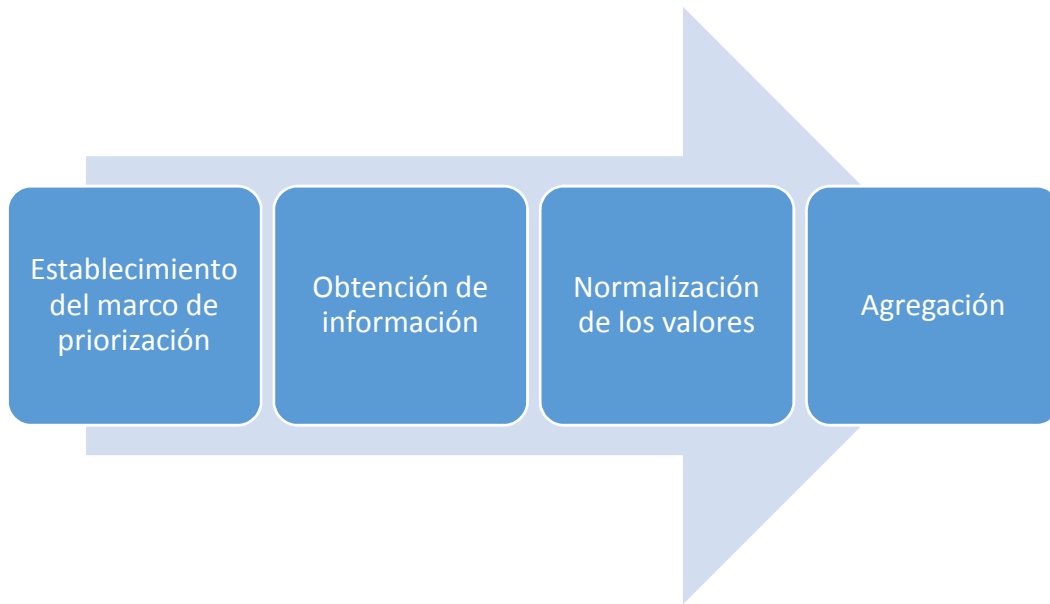 Establecimiento
del marco de
priorización
Obtención de
información
Normalización
de los valores
Agregación